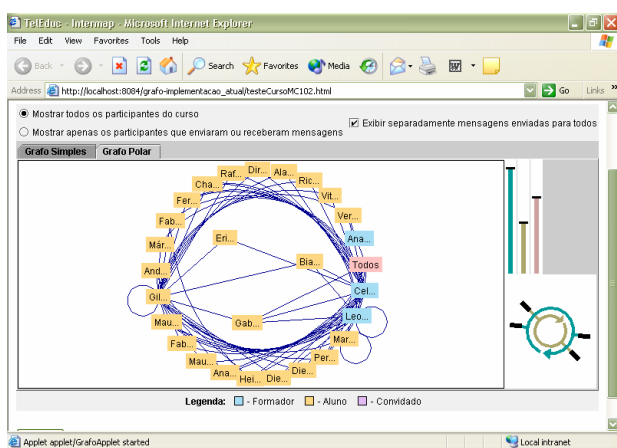 TelEduc - Intermap - Microsoft Internet Explorer
File Edit View Favorites Tools Help
Back Search Favorites Media
Address http://localhost:8084/grafo-implementacao_atual/testeCursoMC102.html Go Links »
Mostrar todos os participantes do curso
Mostrar apenas os participantes que enviaram ou receberam mensagens
Exibir separadamente mensagens enviadas para todos
Grafo Simples Grafo Polar
Dir...
Raf...
Ala...
Cha...
Ric...
Fer...
Vit...
Fab...
Ver...
Már...
Eri...
Ana...
And...
Bia...
Todos
Gil...
Cel...
Mau...
Gab...
Leo...
Fab...
Mar...
Mau...
Per...
Ana...
Hei...
Die...
Die...
Legenda: - Formador - Aluno - Convidado
Applet applet/GrafoApplet started Local intranet